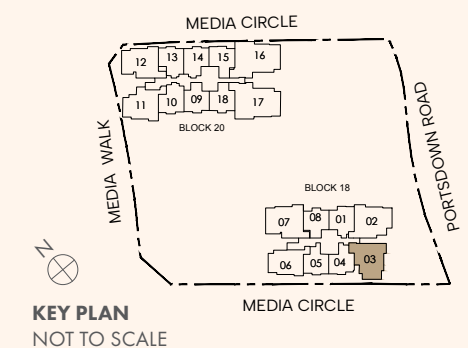 MEDIA CIRCLE
12 13 14 15 16
11 10 09 18 17
BLOCK 20
MEDIA WALK
PORTSDOWN ROAD
BLOCK 18
07 08 01 02
06 05 04 03
MEDIA CIRCLE
N
KEY PLAN
NOT TO SCALE